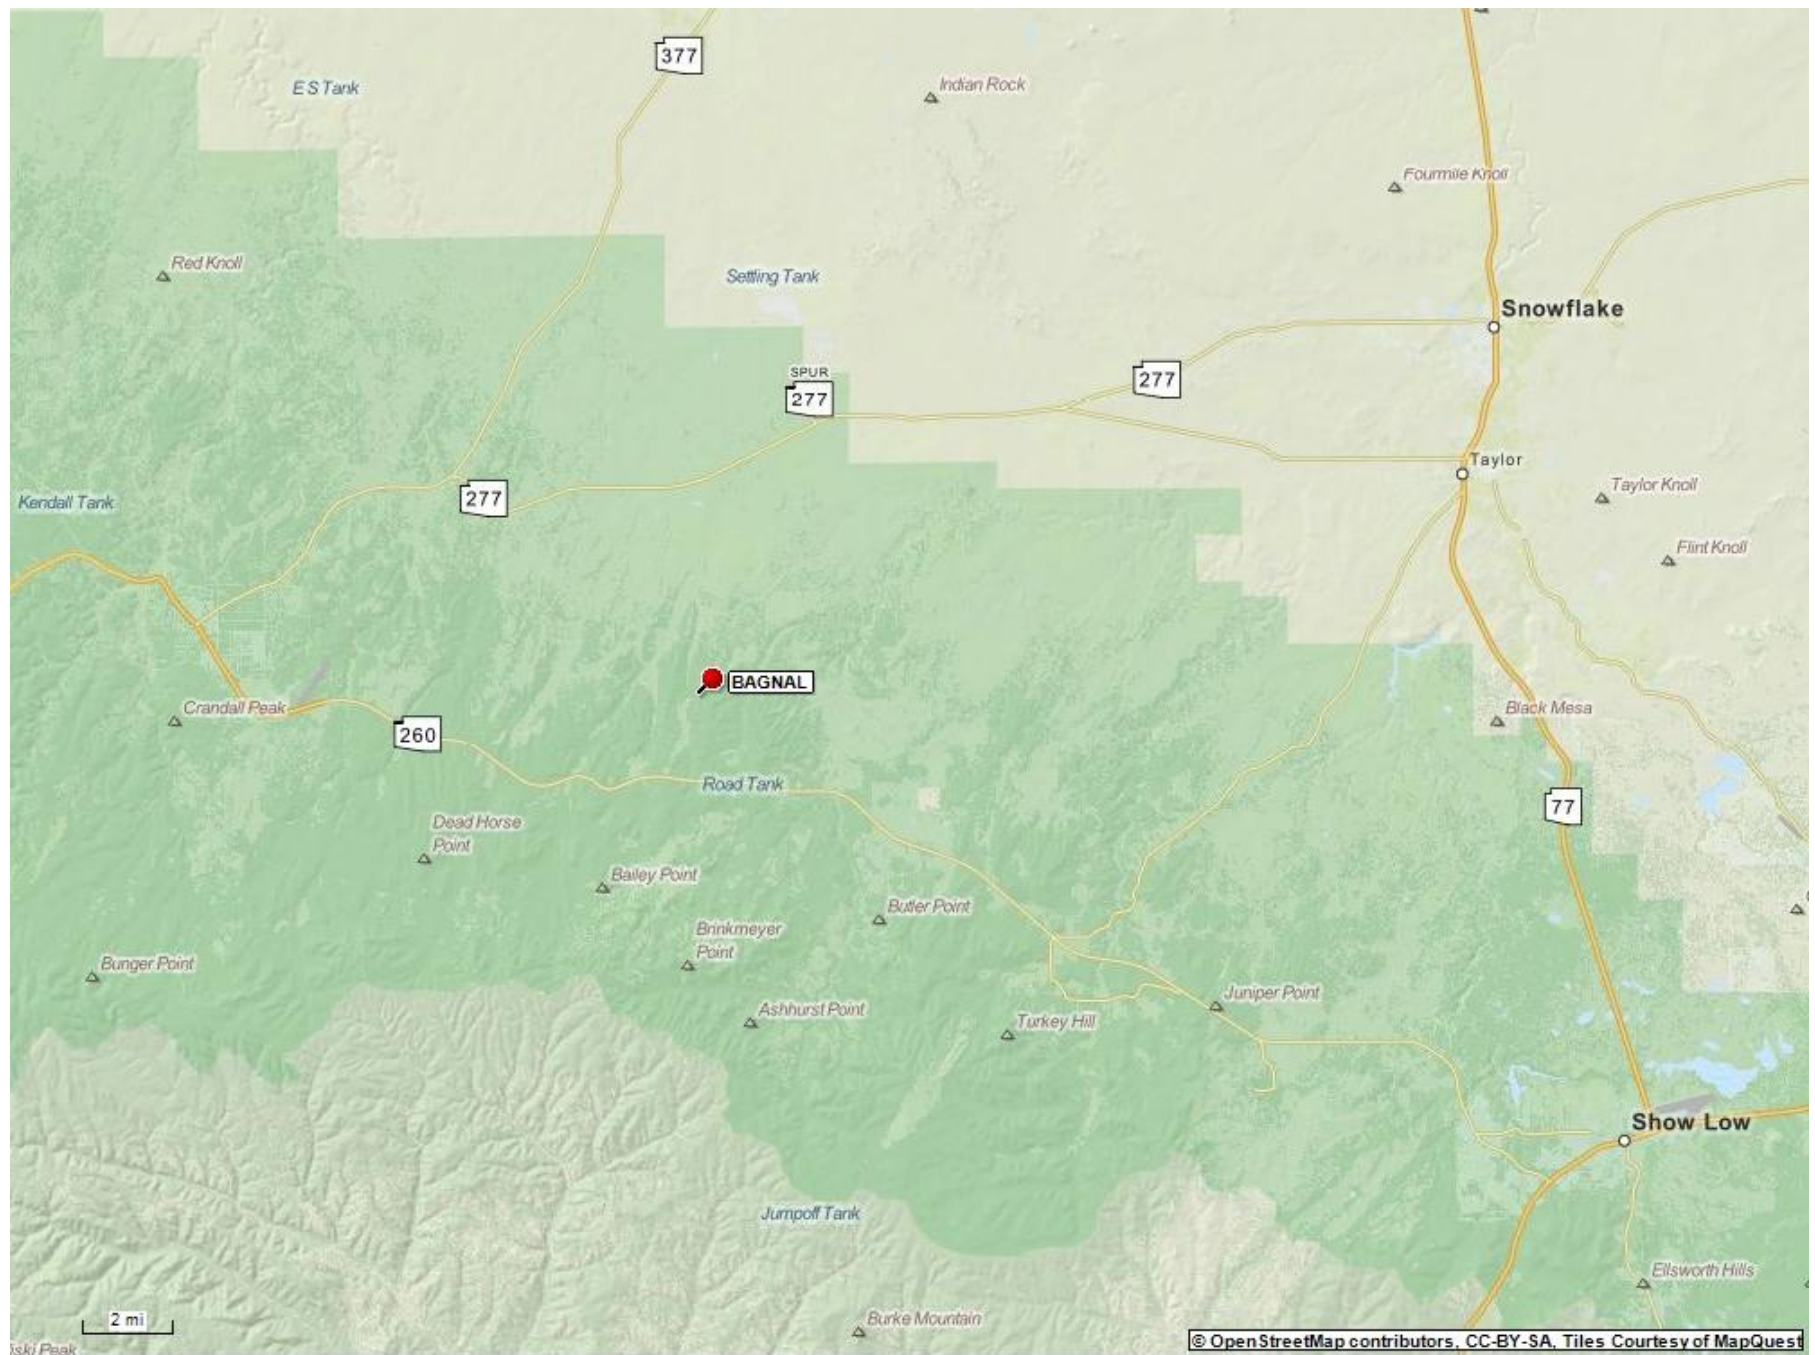 377
E S Tank
Indian Rock
Fourmile Knoll
Red Knoll
Settling Tank
Snowflake
SPUR
277
277
Taylor
Kendall Tank
277
Taylor Knoll
Flint Knoll
BAGNAL
Crandall Peak
Black Mesa
260
Road Tank
77
Dead Horse
Point
Bailey Point
Butler Point
Brinkmeyer
Point
Bunger Point
Juniper Point
Ashhurst Point
Turkey Hill
Show Low
Jumpoff Tank
Ellsworth Hills
2 mi
Burke Mountain
© OpenStreetMap contributors, CC-BY-SA, Tiles Courtesy of MapQuest
Peak